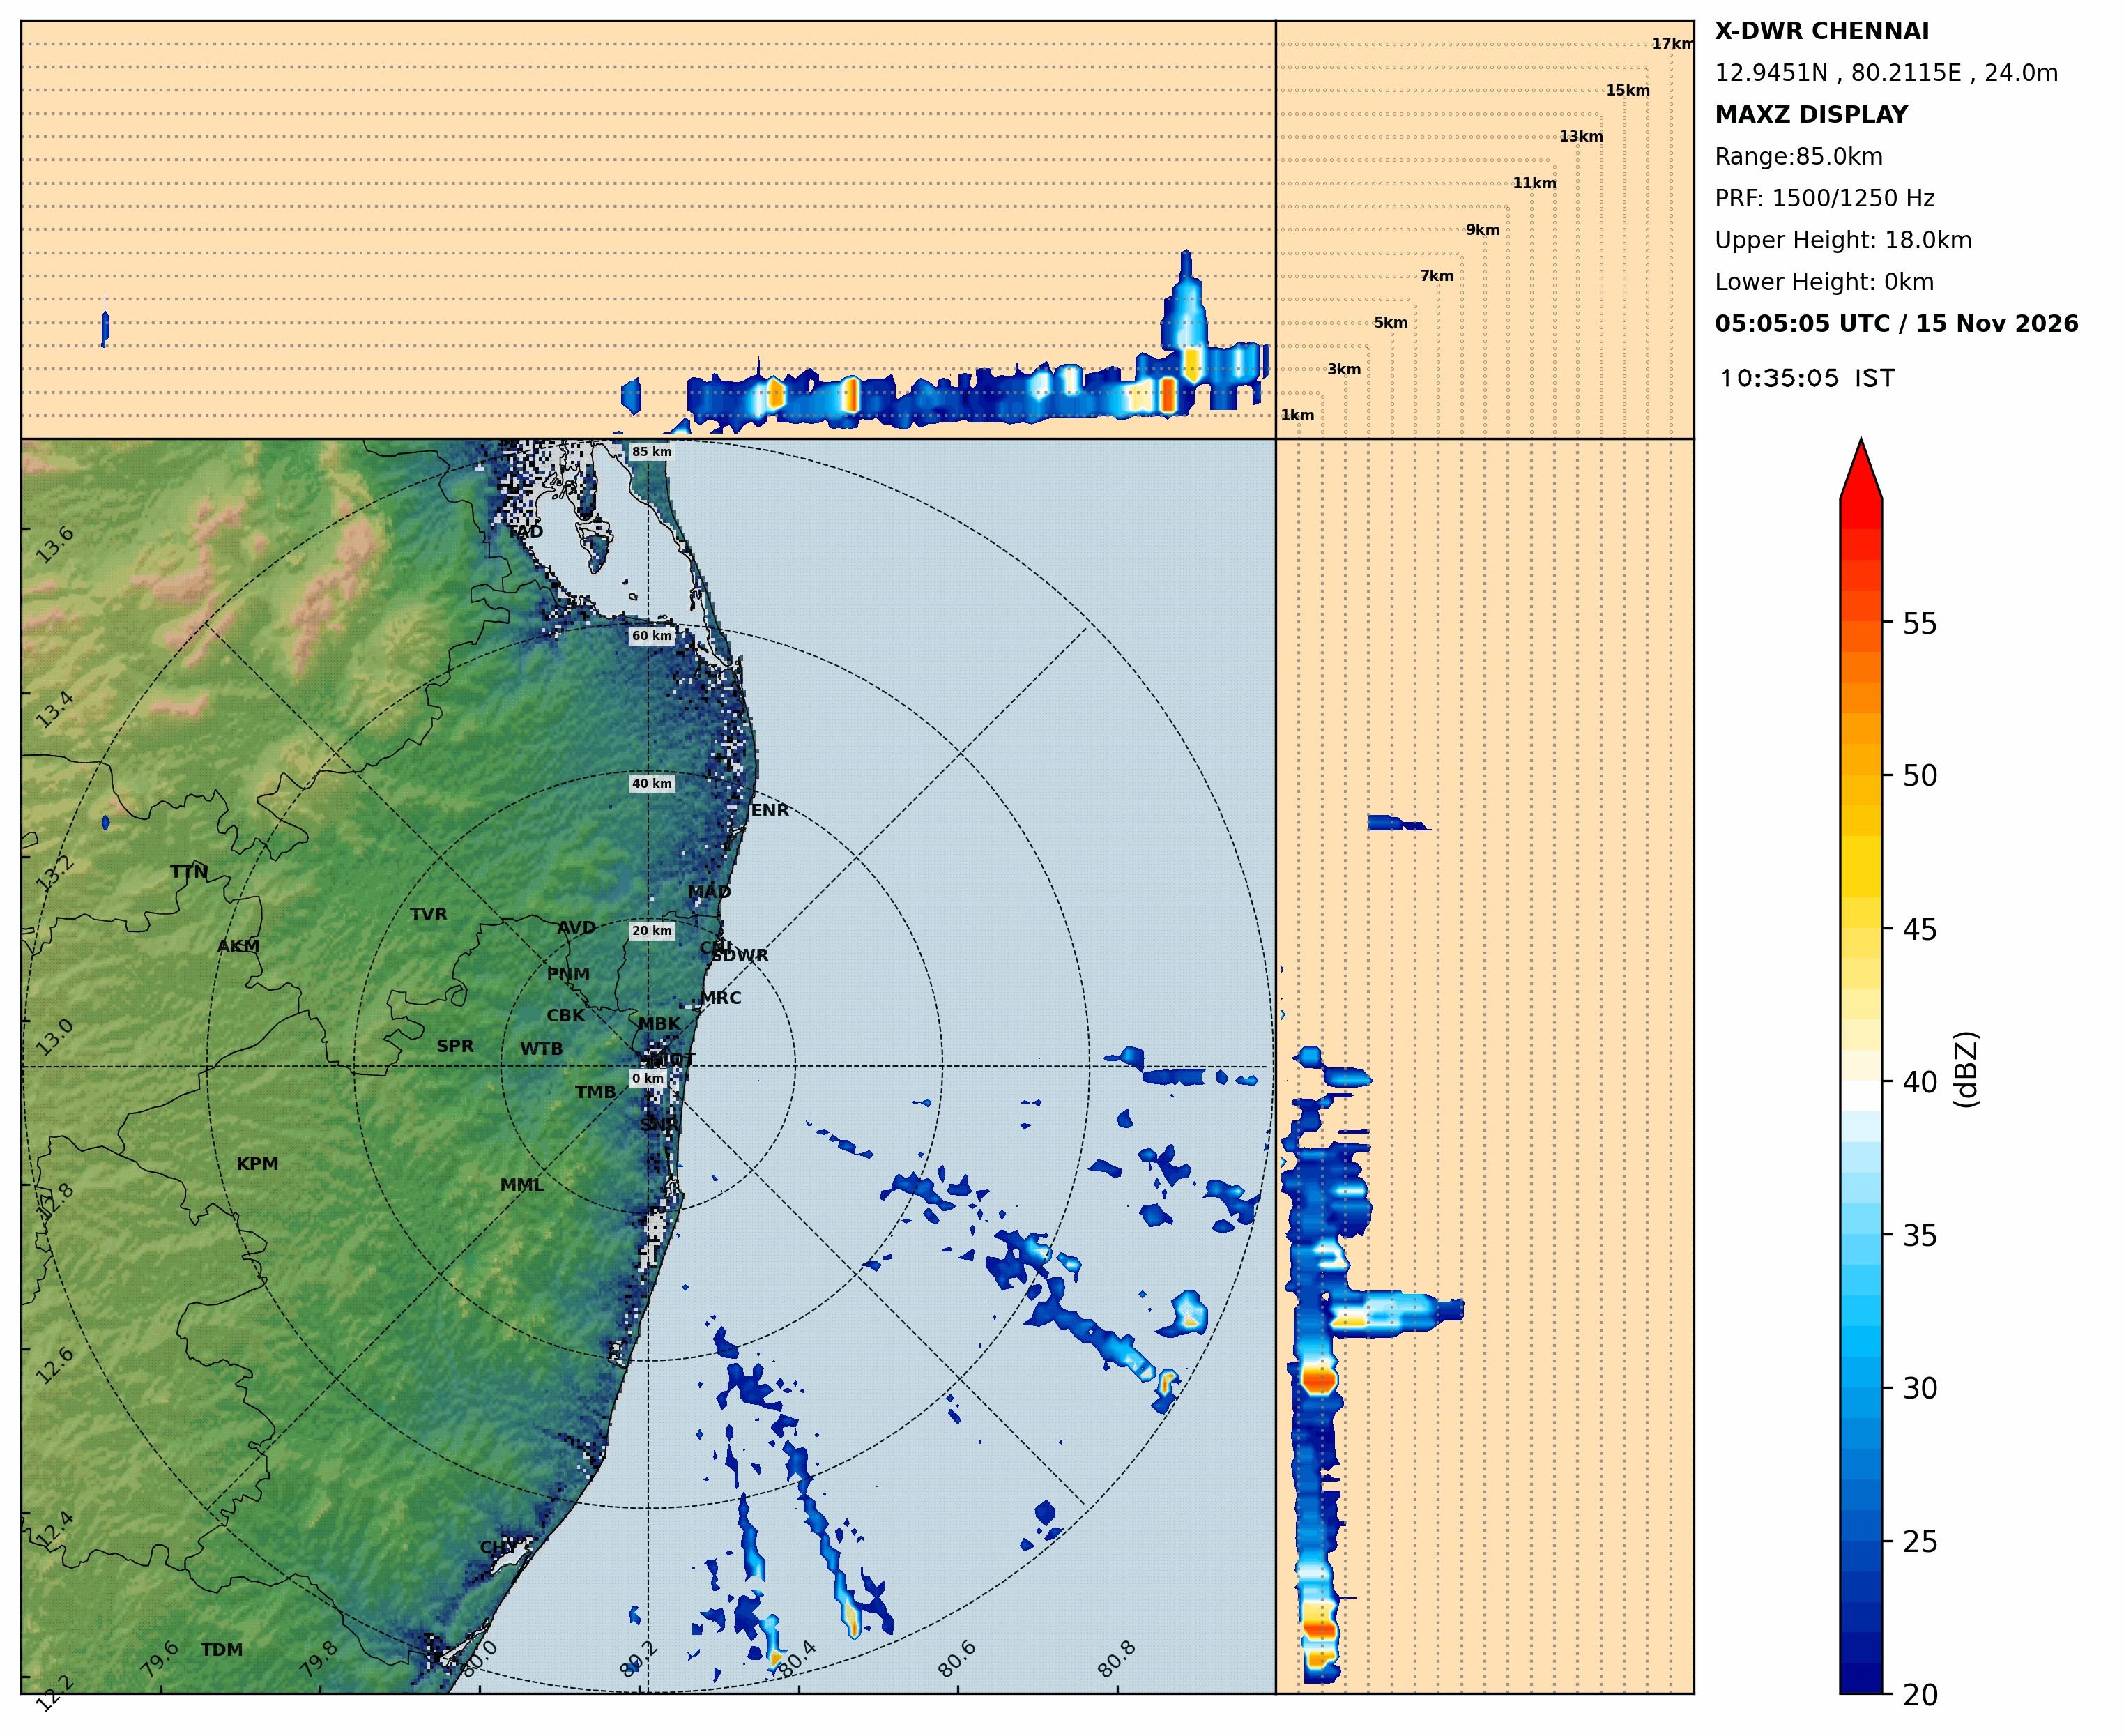 X-DWR CHENNAI
12.9451N , 80.2115E , 24.0m
MAXZ DISPLAY
Range:85.0km
PRF: 1500/1250 Hz
Upper Height: 18.0km
Lower Height: 0km
05:05:05 UTC / 15 Nov 2026
10:35:05 IST
17km
15km
13km
11km
9km
7km
5km
3km
1km
85 km
TAD
13.6
60 km
13.4
40 km
ENR
13.2
TTN
MAD
TVR
AVD
20 km
AKM
CNI
SDWR
PNM
MRC
CBK
MBK
13.0
SPR
WTB
0 km
TMB
SNR
KPM
MML
12.8
12.6
12.4
CHY
TDM
12.2
79.6
79.8
80.0
80.2
80.4
80.6
80.8
55
50
45
40
35
30
25
20
(dBZ)